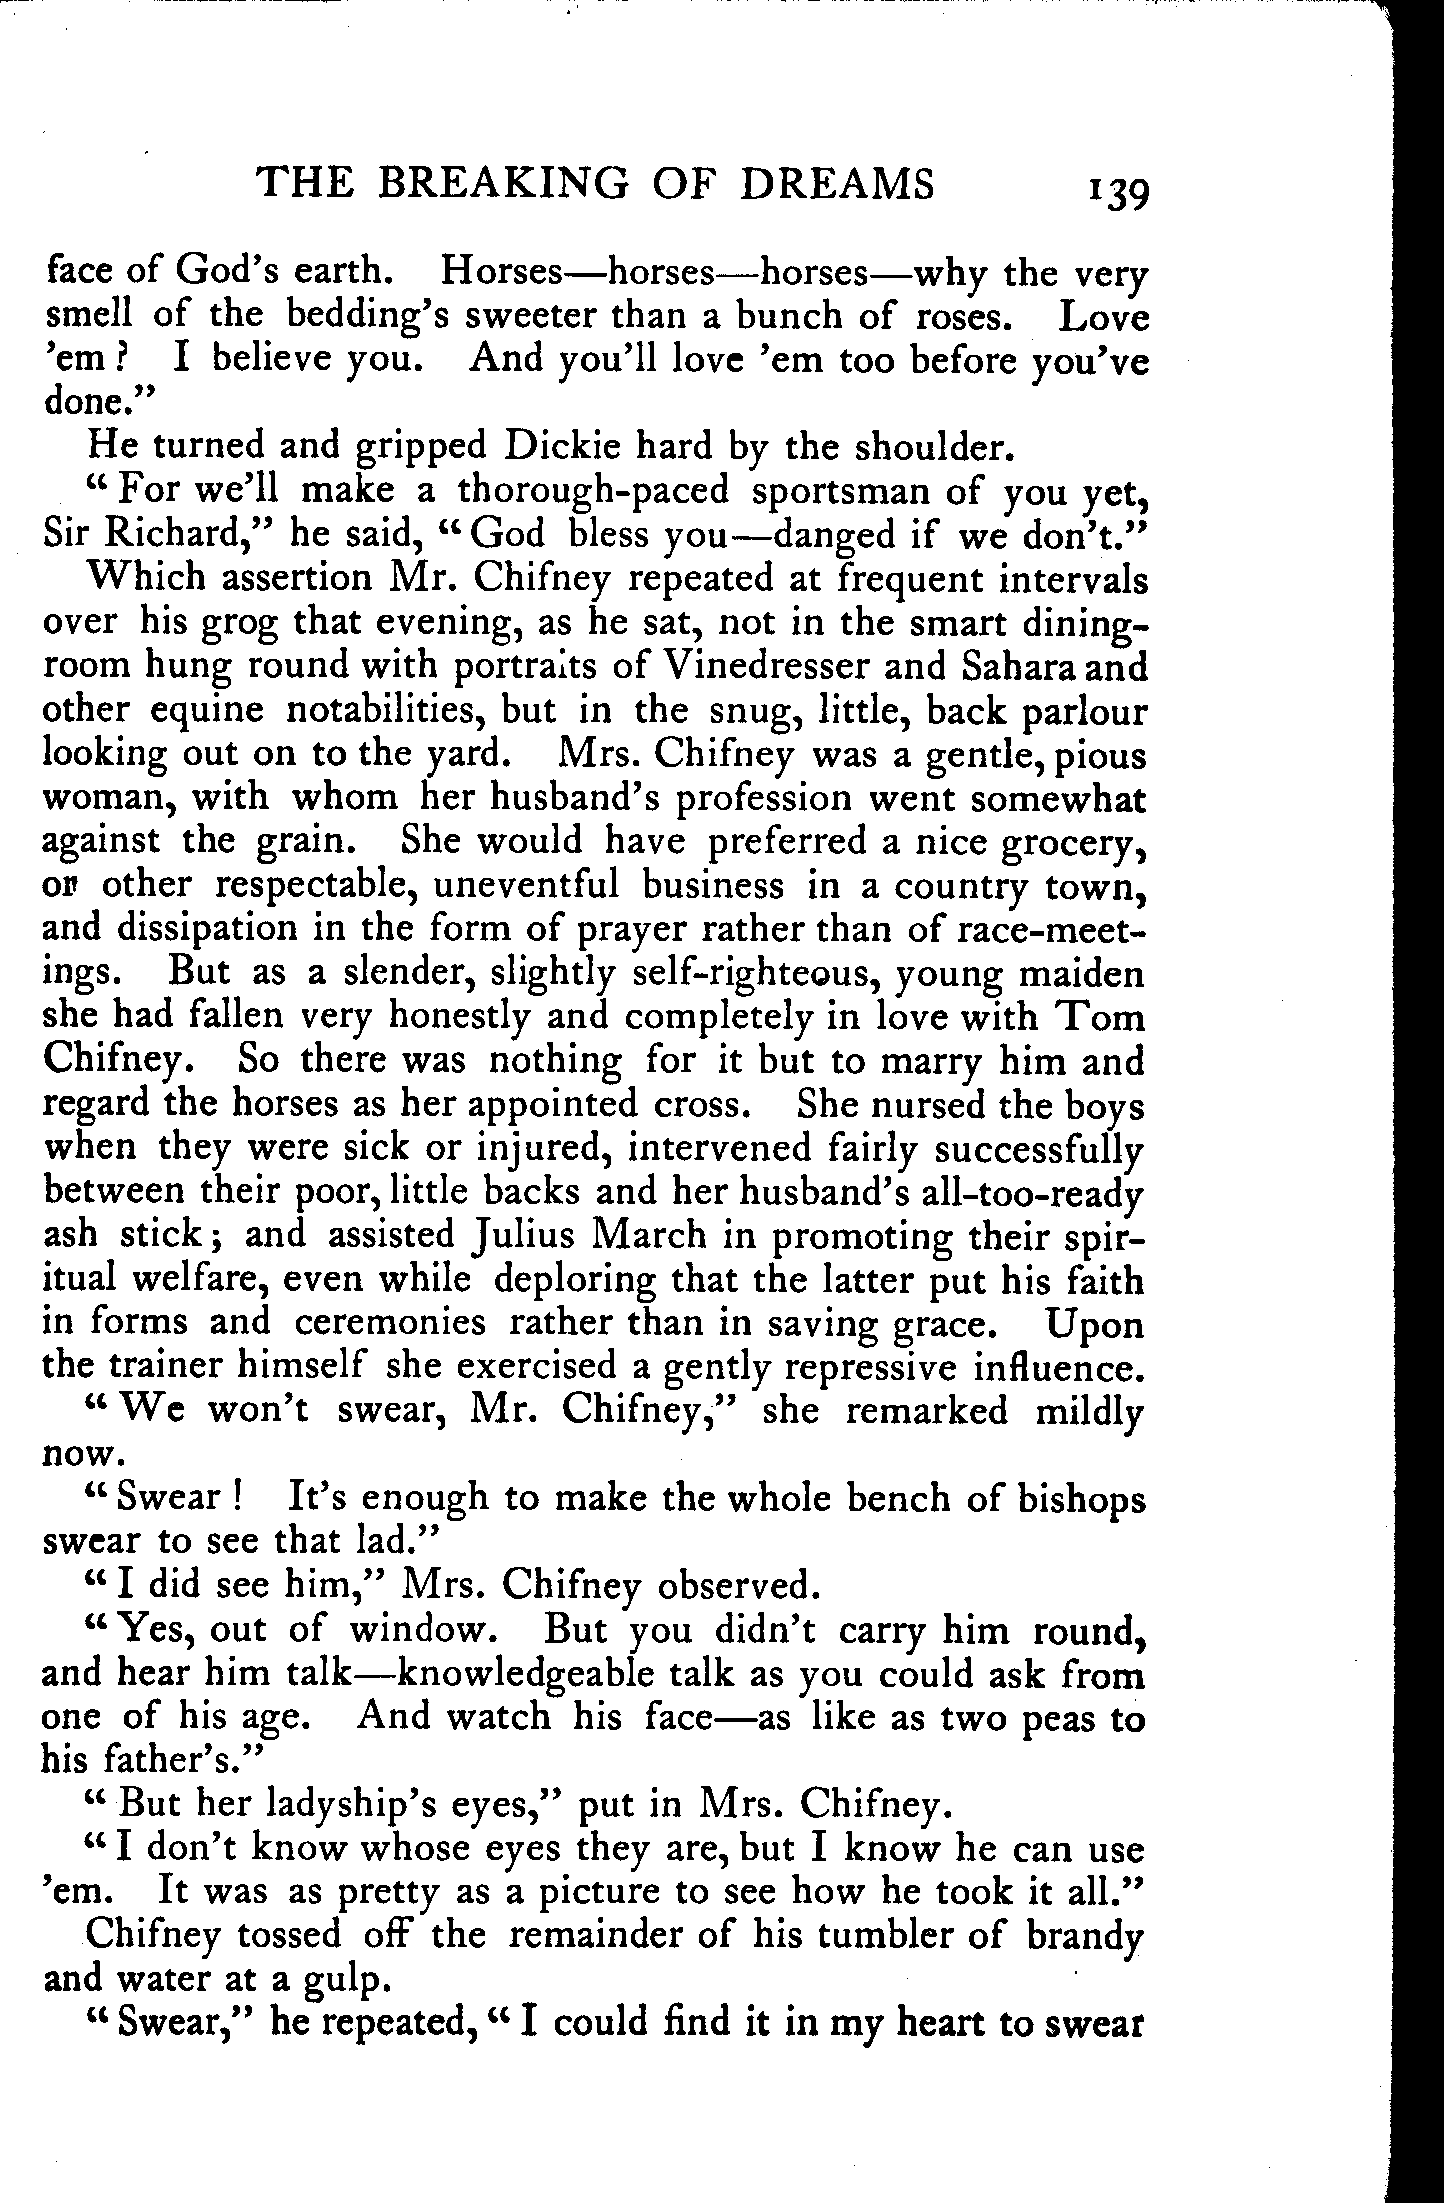 THE BREAKING OF DREAMS 139
face of God's earth. Horses—horses—horses—why the very
smell of the bedding's sweeter than a bunch of roses. Love
'em? I believe you. And you'll love 'em too before you've
done."
He turned and gripped Dickie hard by the shoulder.
"For we'll make a thorough-paced sportsman of you yet,
Sir Richard," he said, "God bless you—danged if we don't."
Which assertion Mr. Chifney repeated at frequent intervals
over his grog that evening, as he sat, not in the smart dining-
room hung round with portraits of Vinedresser and Sahara and
other equine notabilities, but in the snug, little, back parlour
looking out on to the yard. Mrs. Chifney was a gentle, pious
woman, with whom her husband's profession went somewhat
against the grain. She would have preferred a nice grocery,
or other respectable, uneventful business in a country town,
and dissipation in the form of prayer rather than of race-meet-
ings. But as a slender, slightly self-righteous, young maiden
she had fallen very honestly and completely in love with Tom
Chifney. So there was nothing for it but to marry him and
regard the horses as her appointed cross. She nursed the boys
when they were sick or injured, intervened fairly successfully
between their poor, little backs and her husband's all-too-ready
ash stick; and assisted Julius March in promoting their spir-
itual welfare, even while deploring that the latter put his faith
in forms and ceremonies rather than in saving grace. Upon
the trainer himself she exercised a gently repressive influence.
"We won't swear, Mr. Chifney," she remarked mildly
now.
"Swear! It's enough to make the whole bench of bishops
swear to see that lad."
"I did see him," Mrs. Chifney observed.
"Yes, out of window. But you didn't carry him round,
and hear him talk—knowledgeable talk as you could ask from
one of his age. And watch his face—as like as two peas to
his father's."
"But her ladyship's eyes," put in Mrs. Chifney.
"I don't know whose eyes they are, but I know he can use
'em. It was as pretty as a picture to see how he took it all."
Chifney tossed off the remainder of his tumbler of brandy
and water at a gulp.
"Swear," he repeated, "I could find it in my heart to swear